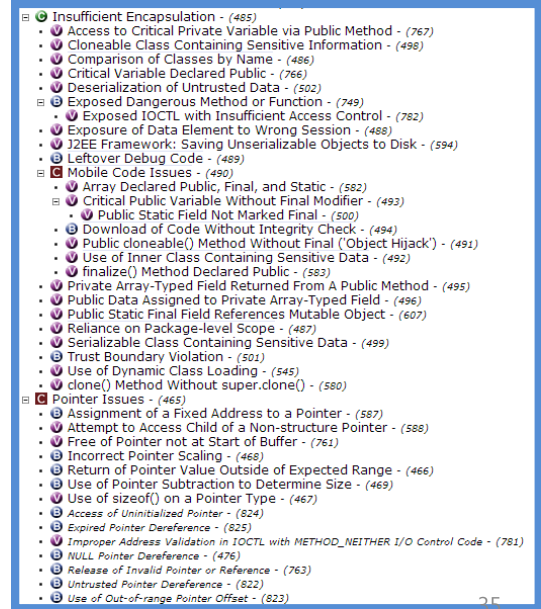 G Insufficient Encapsulation - (485)
V Access to Critical Private Variable via Public Method - (767)
V Cloneable Class Containing Sensitive Information - (498)
V Comparison of Classes by Name - (486)
V Critical Variable Declared Public - (766)
V Deserialization of Untrusted Data - (502)
B Exposed Dangerous Method or Function - (749)
V Exposed IOCTL with Insufficient Access Control - (782)
V Exposure of Data Element to Wrong Session - (488)
V J2EE Framework: Saving Unserializable Objects to Disk - (594)
B Leftover Debug Code - (489)
C Mobile Code Issues - (490)
V Array Declared Public, Final, and Static - (582)
V Critical Public Variable Without Final Modifier - (493)
V Public Static Field Not Marked Final - (500)
B Download of Code Without Integrity Check - (494)
V Public cloneable() Method Without Final ('Object Hijack') - (491)
V Use of Inner Class Containing Sensitive Data - (492)
V finalize() Method Declared Public - (583)
V Private Array-Typed Field Returned From A Public Method - (495)
V Public Data Assigned to Private Array-Typed Field - (496)
V Public Static Final Field References Mutable Object - (607)
V Reliance on Package-level Scope - (487)
V Serializable Class Containing Sensitive Data - (499)
B Trust Boundary Violation - (501)
V Use of Dynamic Class Loading - (545)
V clone() Method Without super.clone() - (580)
C Pointer Issues - (465)
B Assignment of a Fixed Address to a Pointer - (587)
V Attempt to Access Child of a Non-structure Pointer - (588)
V Free of Pointer not at Start of Buffer - (761)
B Incorrect Pointer Scaling - (468)
B Return of Pointer Value Outside of Expected Range - (466)
B Use of Pointer Subtraction to Determine Size - (469)
V Use of sizeof() on a Pointer Type - (467)
B Access of Uninitialized Pointer - (824)
B Expired Pointer Dereference - (825)
V Improper Address Validation in IOCTL with METHOD_NEITHER I/O Control Code - (781)
B NULL Pointer Dereference - (476)
B Release of Invalid Pointer or Reference - (763)
B Untrusted Pointer Dereference - (822)
B Use of Out-of-range Pointer Offset - (823)